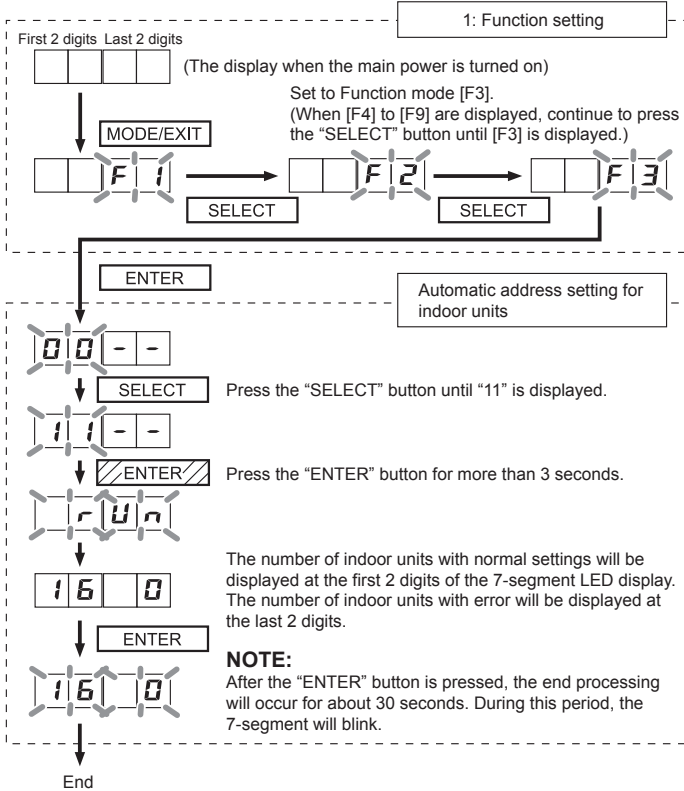 1: Function setting
First 2 digits Last 2 digits
(The display when the main power is turned on)
Set to Function mode [F3].
(When [F4] to [F9] are displayed, continue to press
the “SELECT” button until [F3] is displayed.)
MODE/EXIT
F 1
F 2
F 3
SELECT
SELECT
ENTER
Automatic address setting for
indoor units
0 0 - -
SELECT
Press the “SELECT” button until “11” is displayed.
1 1 - -
ENTER
Press the “ENTER” button for more than 3 seconds.
r U n
The number of indoor units with normal settings will be
displayed at the first 2 digits of the 7-segment LED display.
The number of indoor units with error will be displayed at
the last 2 digits.
1 6 0
ENTER
NOTE:
After the “ENTER” button is pressed, the end processing
will occur for about 30 seconds. During this period, the
7-segment will blink.
1 6 0
End